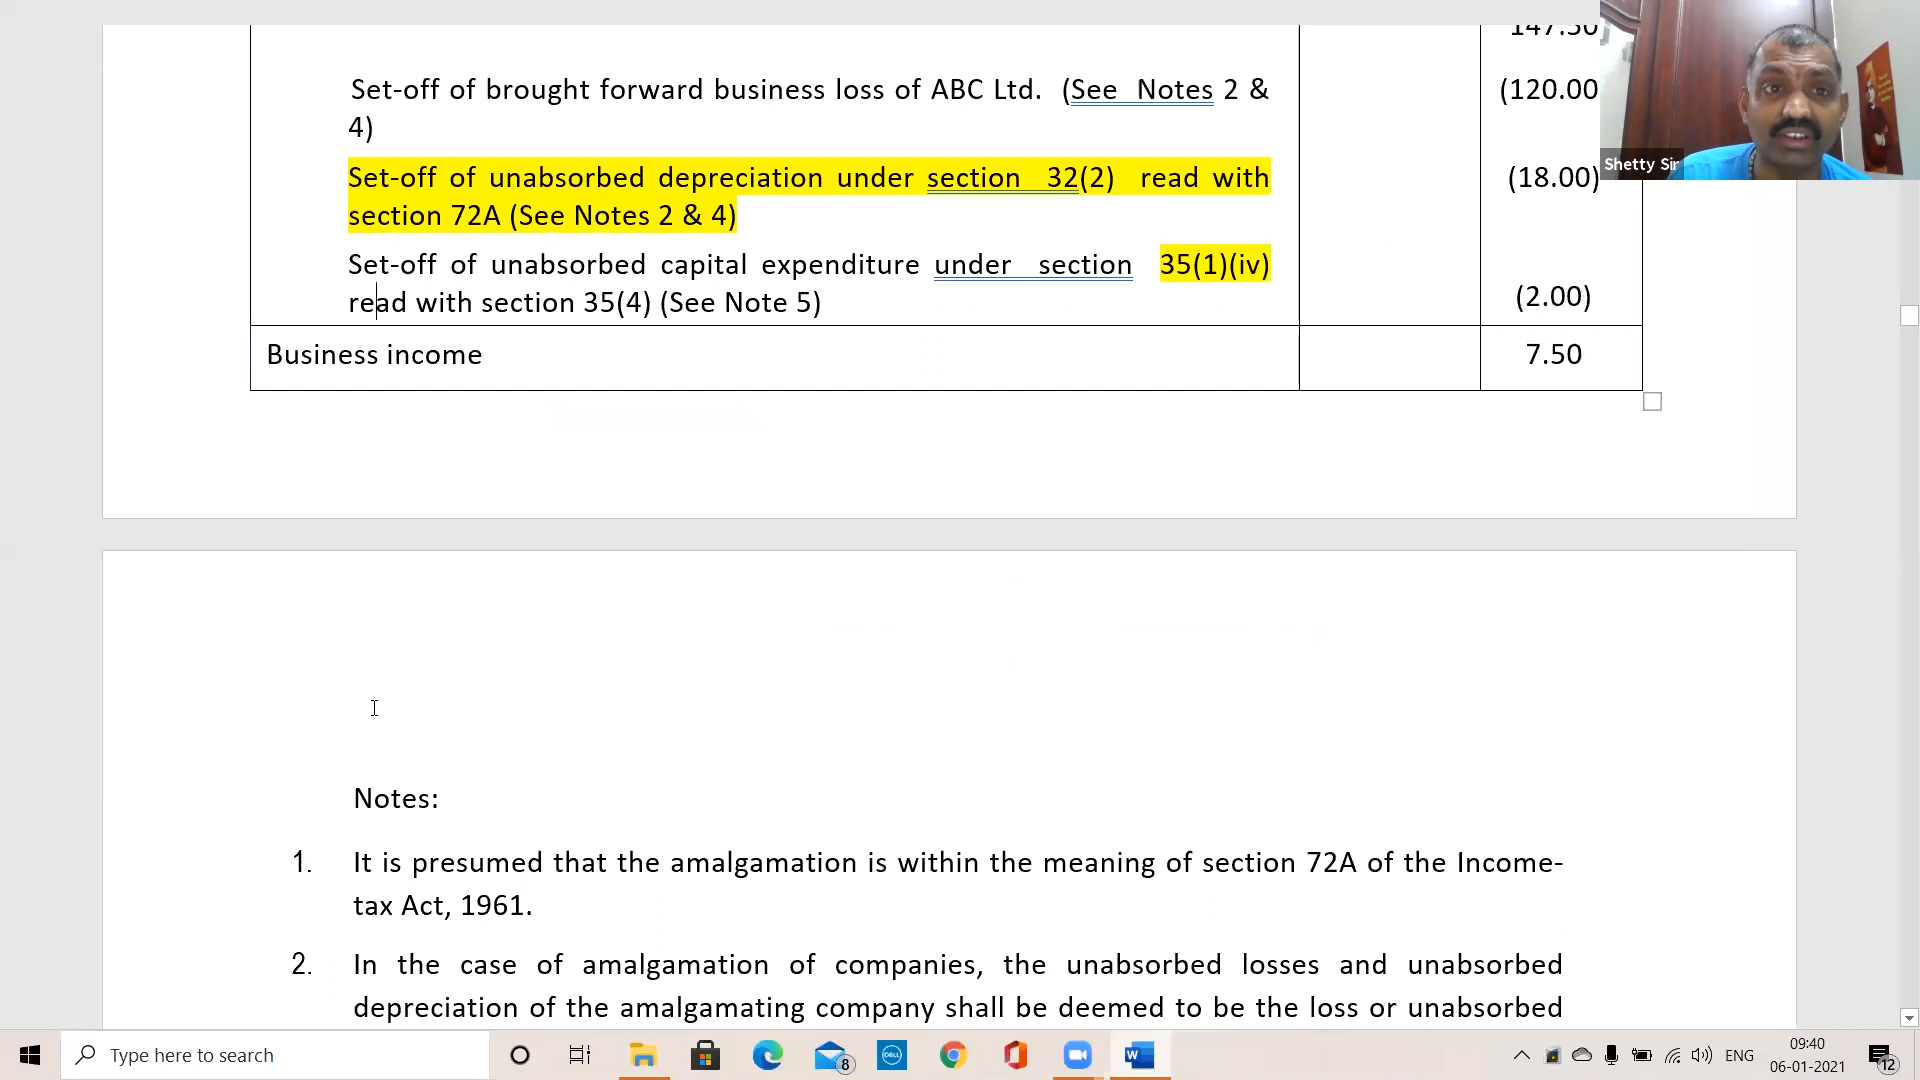 147.50
Set-off of brought forward business loss of ABC Ltd. (See Notes 2 & (120.00
4)
Set-off of unabsorbed depreciation under section 32(2) read with (18.00)
section 72A (See Notes 2 & 4)
Set-off of unabsorbed capital expenditure under section 35(1)(iv)
read with section 35(4) (See Note 5) (2.00)
Business income 7.50
Shetty Sir
Notes:
1. It is presumed that the amalgamation is within the meaning of section 72A of the Income-
tax Act, 1961.
2. In the case of amalgamation of companies, the unabsorbed losses and unabsorbed
depreciation of the amalgamating company shall be deemed to be the loss or unabsorbed
Type here to search
8
DELL
W
ENG
09:40
06-01-2021
12